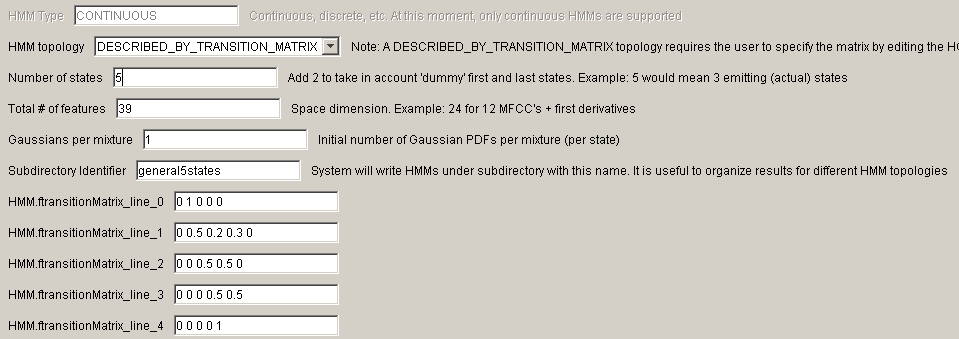 HMM Type CONTINUOUS Continuous, discrete, etc. At this moment, only continuous HMMs are supported
HMM topology DESCRIBED_BY_TRANSITION_MATRIX Note: A DESCRIBED_BY_TRANSITION_MATRIX topology requires the user to specify the matrix by editing the HC
Number of states 5 Add 2 to take in account 'dummy' first and last states. Example: 5 would mean 3 emitting (actual) states
Total # of features 39 Space dimension. Example: 24 for 12 MFCC's + first derivatives
Gaussians per mixture 1 Initial number of Gaussian PDFs per mixture (per state)
Subdirectory Identifier general5states System will write HMMs under subdirectory with this name. It is useful to organize results for different HMM topologies
HMM.ftransitionMatrix_line_0 0 1 0 0 0
HMM.ftransitionMatrix_line_1 0 0.5 0.2 0.3 0
HMM.ftransitionMatrix_line_2 0 0 0.5 0.5 0
HMM.ftransitionMatrix_line_3 0 0 0 0.5 0.5
HMM.ftransitionMatrix_line_4 0 0 0 0 1